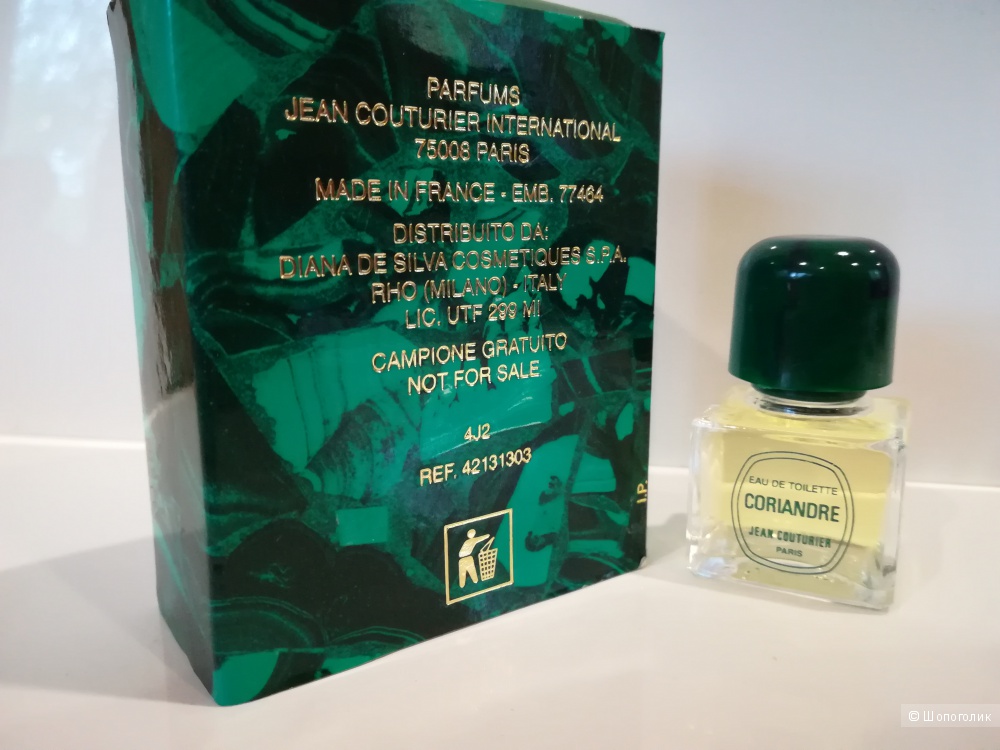 PARFUMS
JEAN COUTURIER INTERNATIONAL
75008 PARIS
MADE IN FRANCE - EMB. 77464
DISTRIBUITO DA:
DIANA DE SILVA COSMETIQUES S.P.A.
RHO (MILANO) - ITALY
LIC. UTF 299 MI
CAMPIONE GRATUITO
NOT FOR SALE
4J2
REF. 42131303
I.P.
EAU DE TOILETTE
CORIANDRE
JEAN COUTURIER
PARIS
© Шопоголик